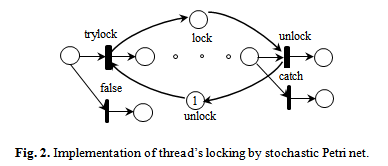 trylock
lock
unlock
false
1
unlock
catch
Fig. 2. Implementation of thread's locking by stochastic Petri net.